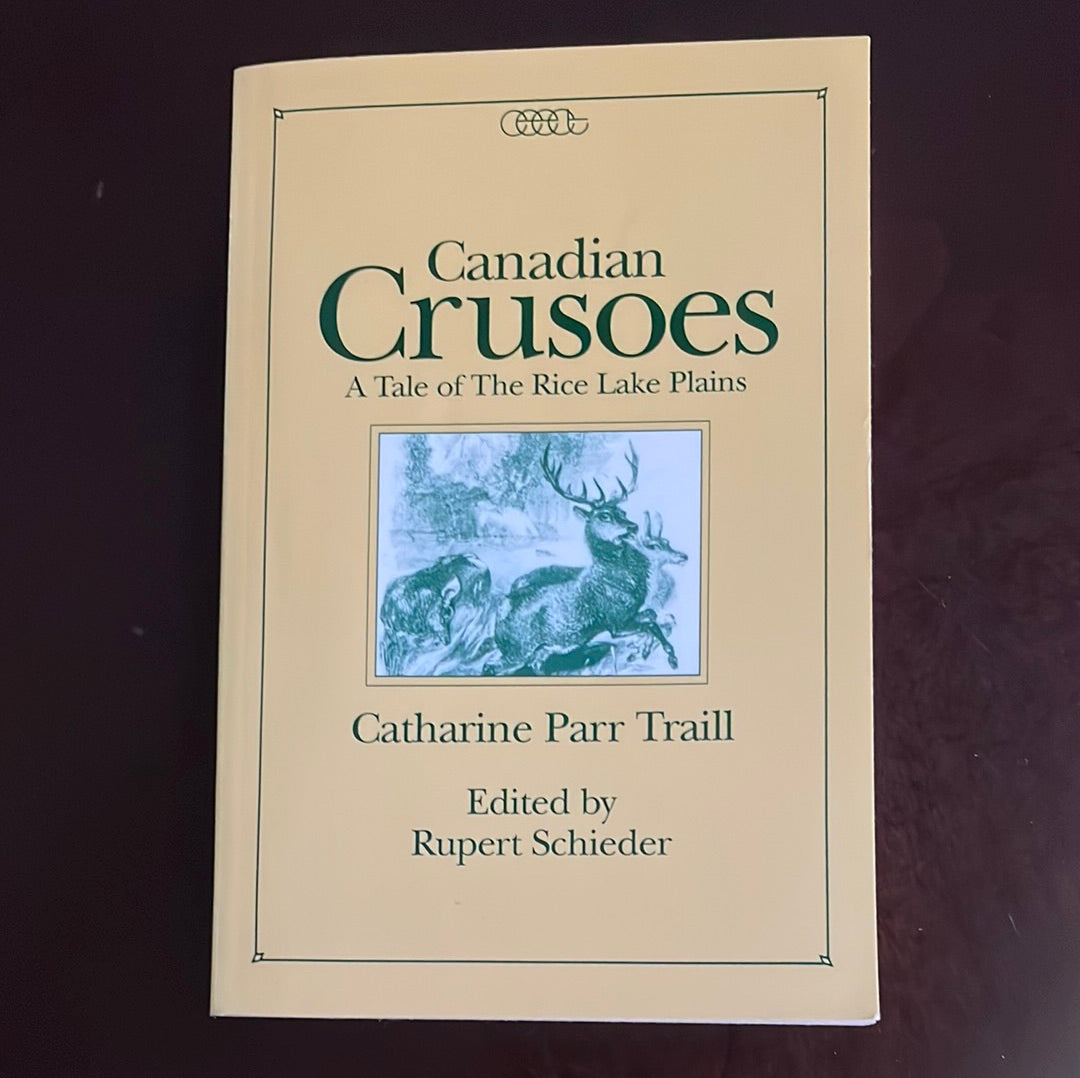 Canadian
Crusoes
A Tale of The Rice Lake Plains
Catharine Parr Traill
Edited by
Rupert Schieder